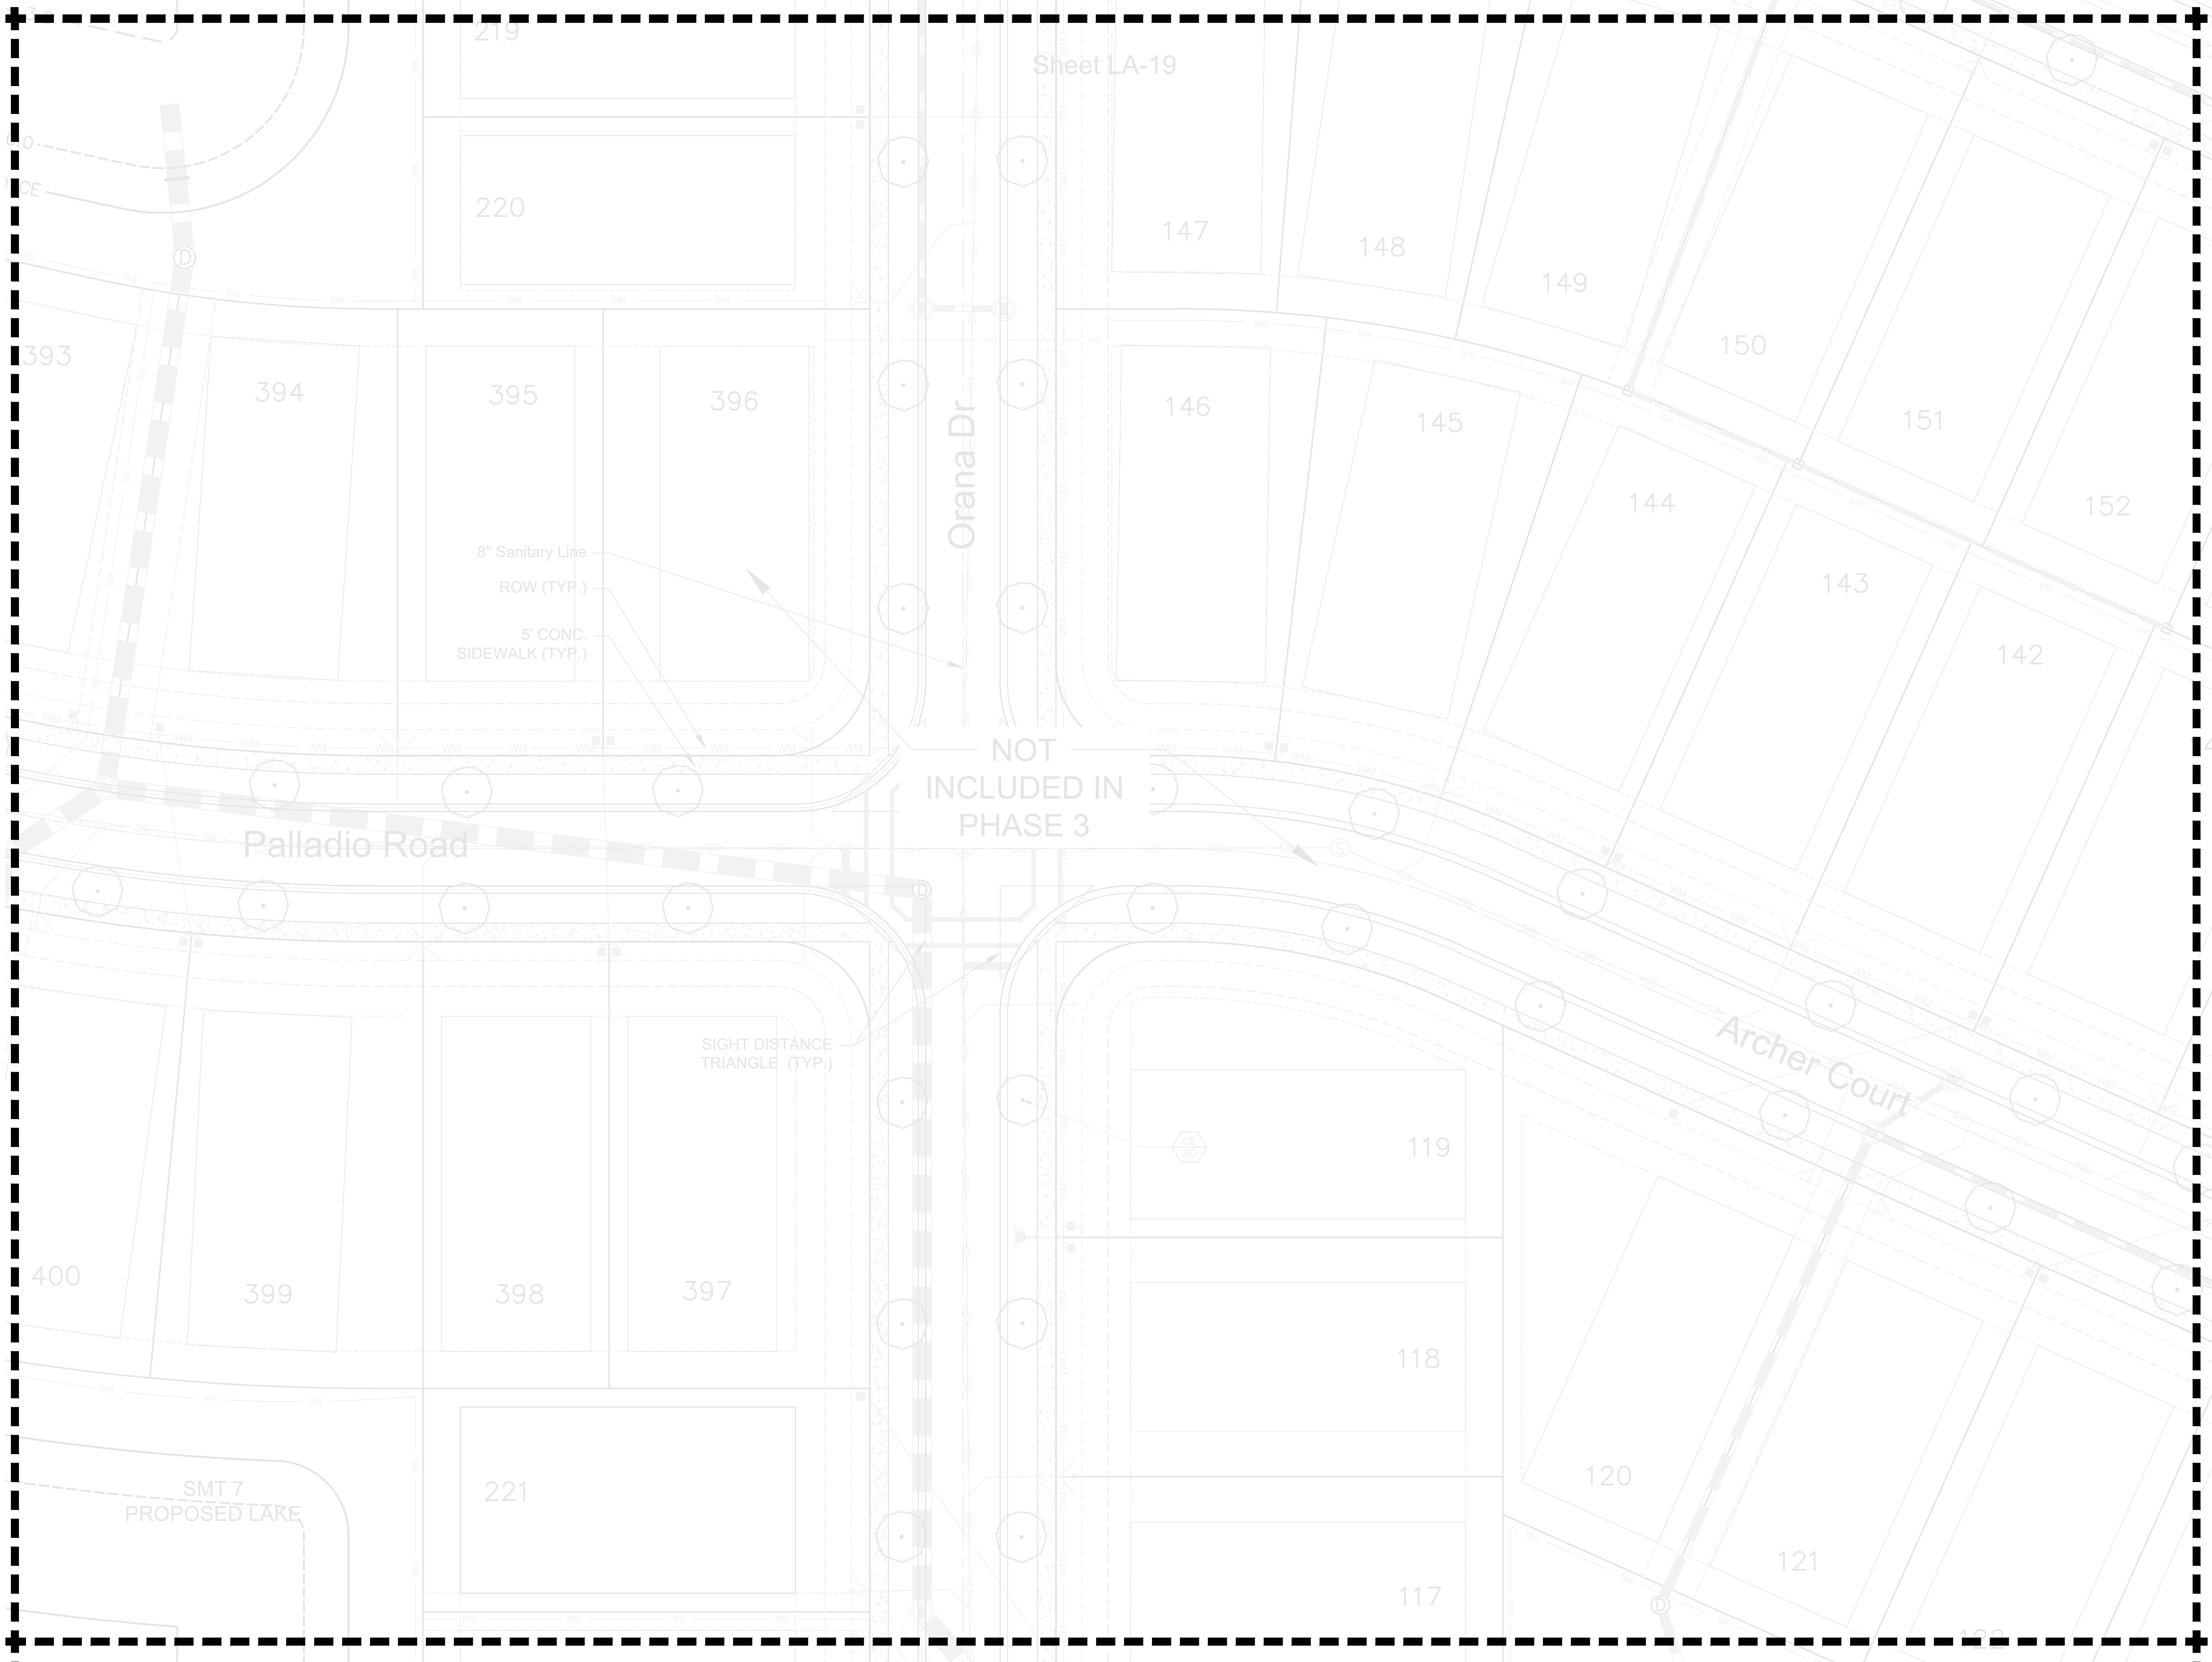 219
Sheet LA-19
220
147
148
149
150
151
152
393
394
395
396
146
145
144
143
142
Orana Dr
8" Sanitary Line
ROW (TYP.)
5' CONC.
SIDEWALK (TYP.)
NOT
INCLUDED IN
PHASE 3
Palladio Road
Archer Court
SIGHT DISTANCE
TRIANGLE (TYP.)
CE
30
119
118
117
400
399
398
397
120
121
122
221
SMT 7
PROPOSED LAKE